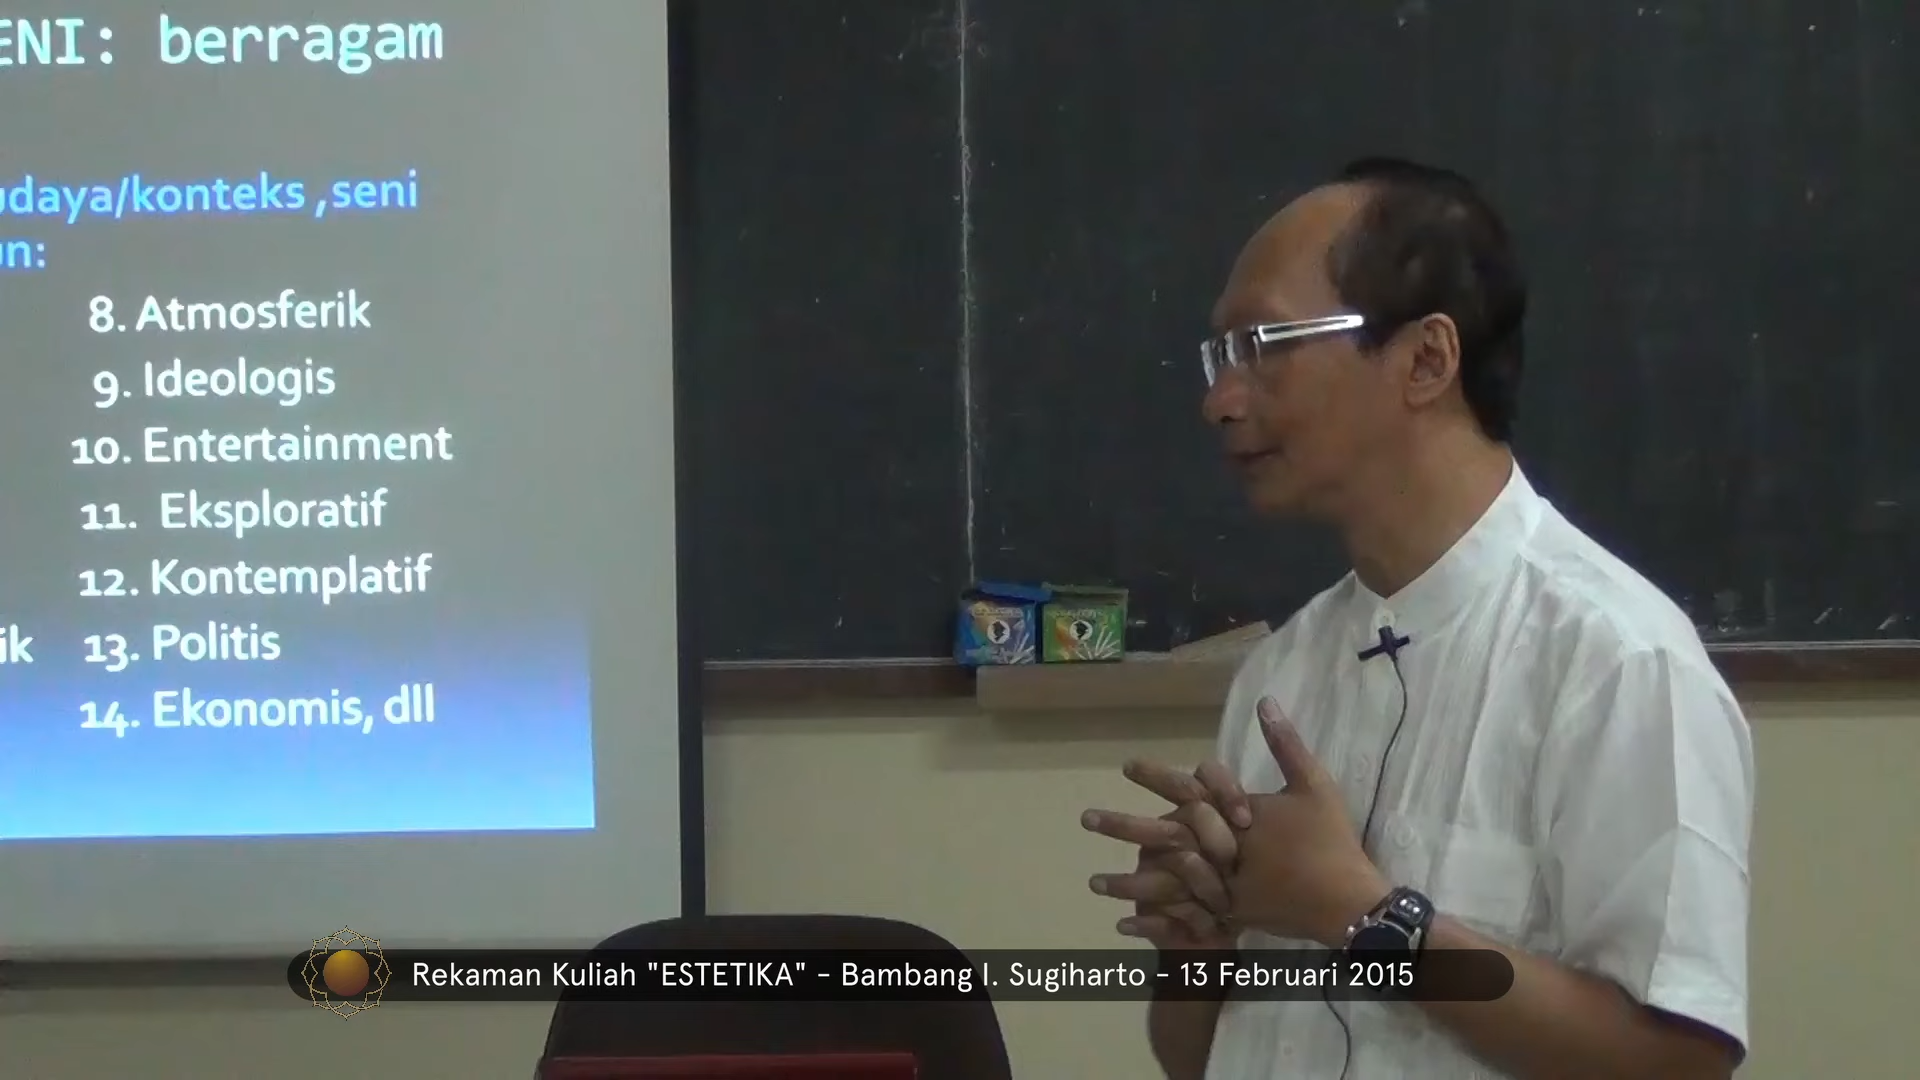 ENI: berragam
udaya/konteks ,seni
un:
8. Atmosferik
9. Ideologis
10. Entertainment
11. Eksploratif
12. Kontemplatif
ik 13. Politis
14. Ekonomis, dll
Rekaman Kuliah "ESTETIKA" - Bambang I. Sugiharto - 13 Februari 2015